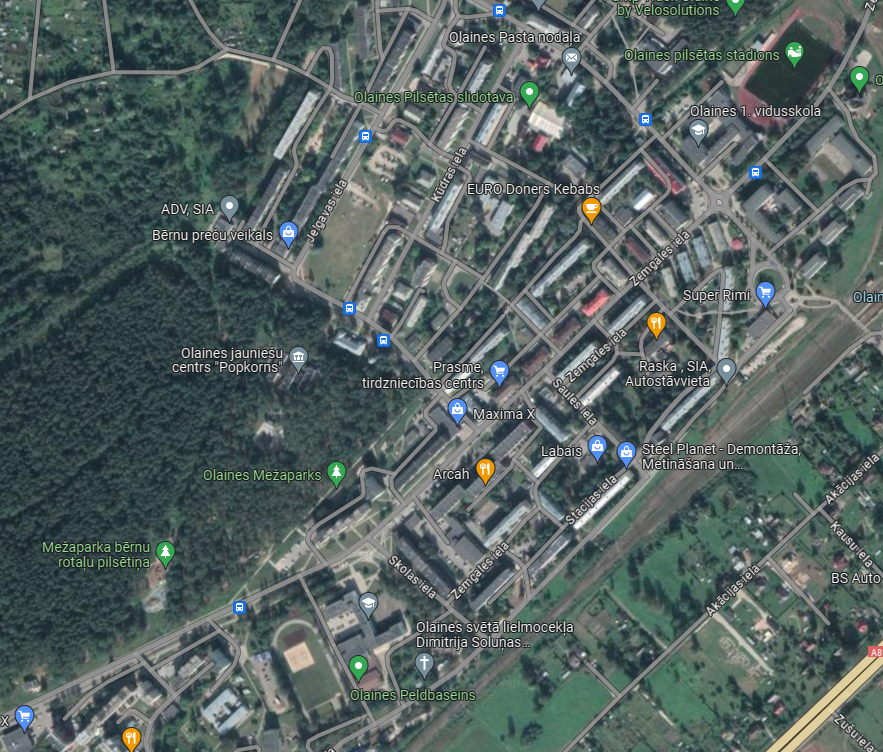 by Velosolutions
Olaines Pasta nodaļa
Olaines pilsētas stadions
Olaines Pilsētas slidotava
Olaines 1. vidusskola
Kūdras iela
EURO Doners Kebabs
ADV, SIA
Jelgavas iela
Bērnu preču veikals
Zemgales iela
Super Rimi
Olain
Olaines jauniešu
centrs "Popkorns"
Zemgales iela
Prasme,
tirdzniecības centrs
Raska , SIA,
Autostāvvieta
Saules iela
Maxima X
Labais
Steel Planet - Demontāža,
Metināšana un...
Arcah
Olaines Mežaparks
Stacijas iela
Akācijas iela
Mežaparka bērnu
rotaļu pilsētiņa
Kausu iela
Skolas iela
Zemgales iela
BS Auto
Akācijas iela
Olaines svētā lielmocekļa
Dimitrija Soluņas...
A8
Olaines Peldbaseins
X
Zušu iela